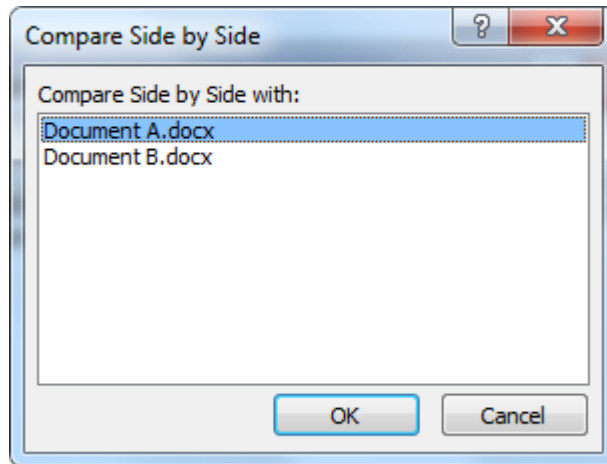 Compare Side by Side
Compare Side by Side with:
Document A.docx
Document B.docx
OK
Cancel